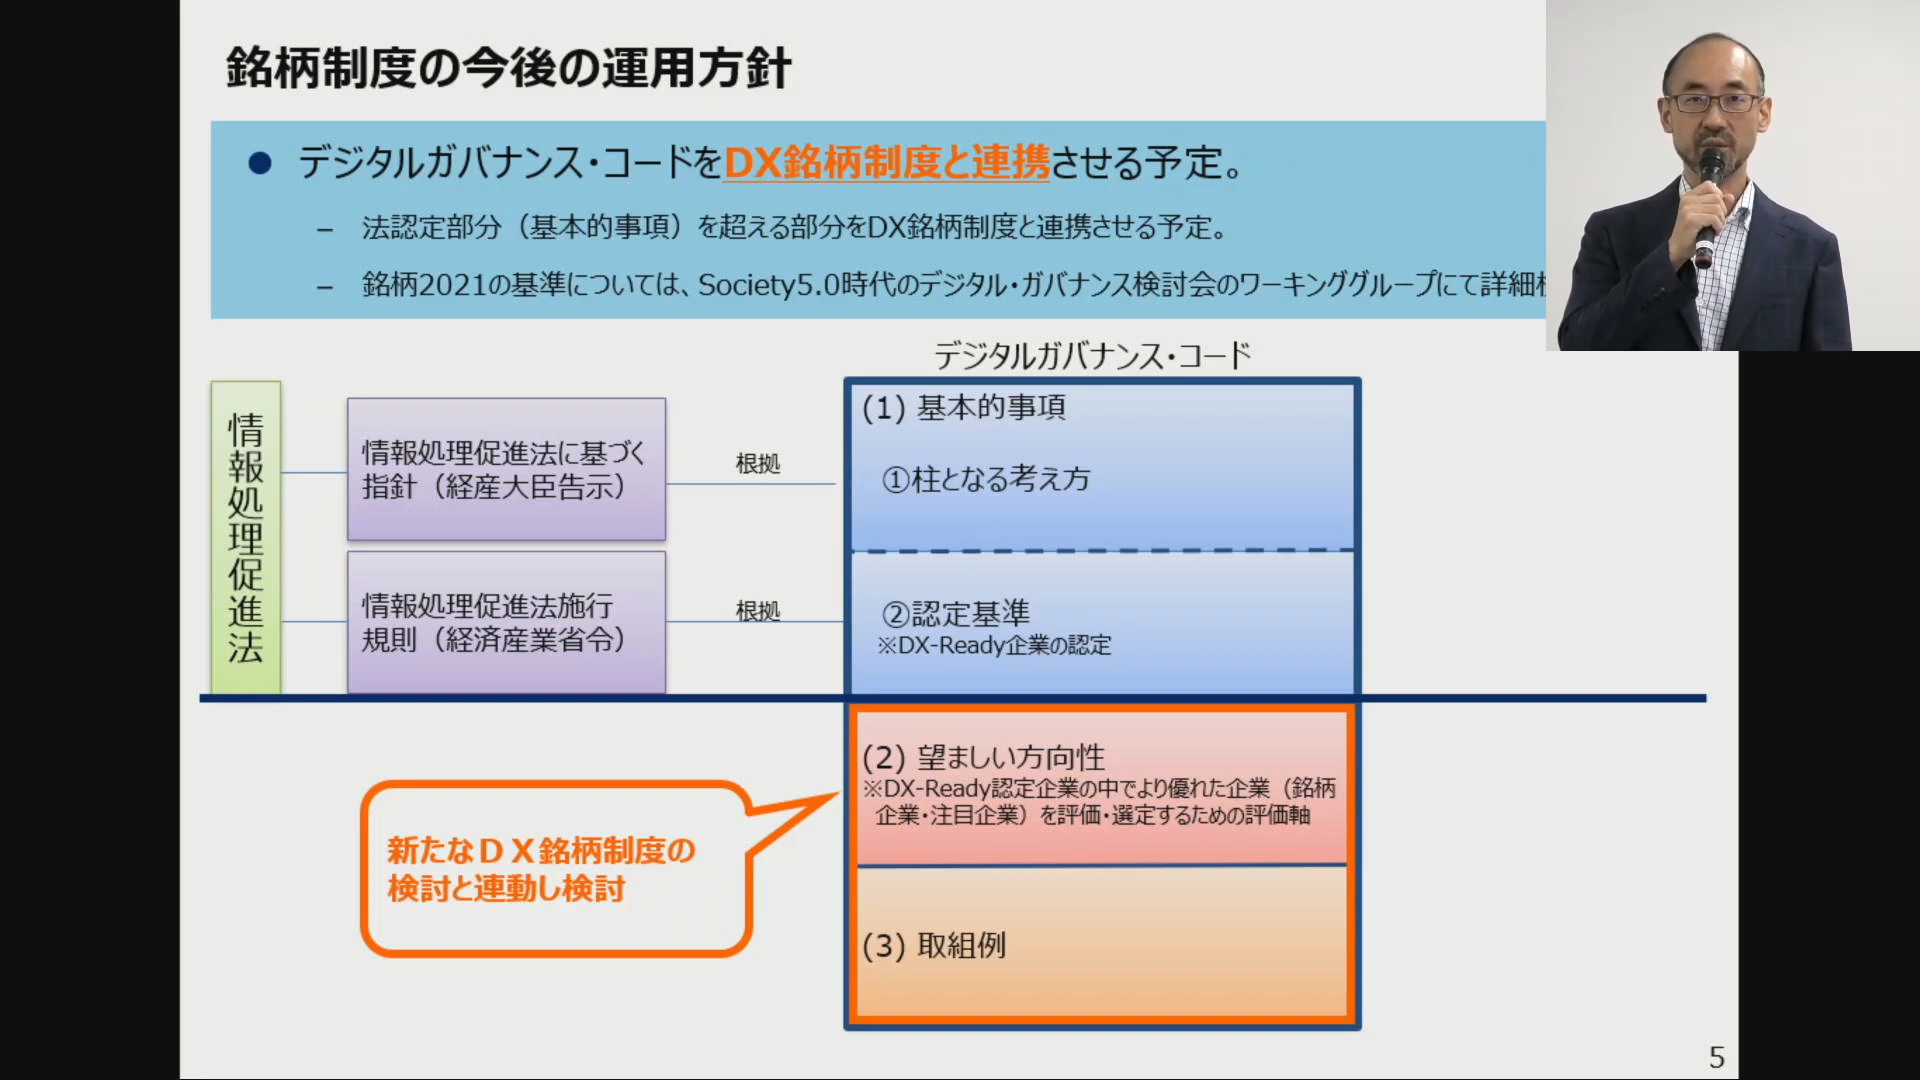 銘柄制度の今後の運用方針
● デジタルガバナンス・コードをDX銘柄制度と連携させる予定。
– 法認定部分（基本的事項）を超える部分をDX銘柄制度と連携させる予定。
– 銘柄2021の基準については、Society5.0時代のデジタル・ガバナンス検討会のワーキンググループにて詳細
デジタルガバナンス・コード
情報処理促進法
情報処理促進法に基づく
指針（経産大臣告示）
根拠
(1) 基本的事項
①柱となる考え方
情報処理促進法施行
規則（経済産業省令）
根拠
②認定基準
※DX-Ready企業の認定
(2) 望ましい方向性
※DX-Ready認定企業の中でより優れた企業（銘柄
企業・注目企業）を評価・選定するための評価軸
新たなＤＸ銘柄制度の
検討と連動し検討
(3) 取組例
5